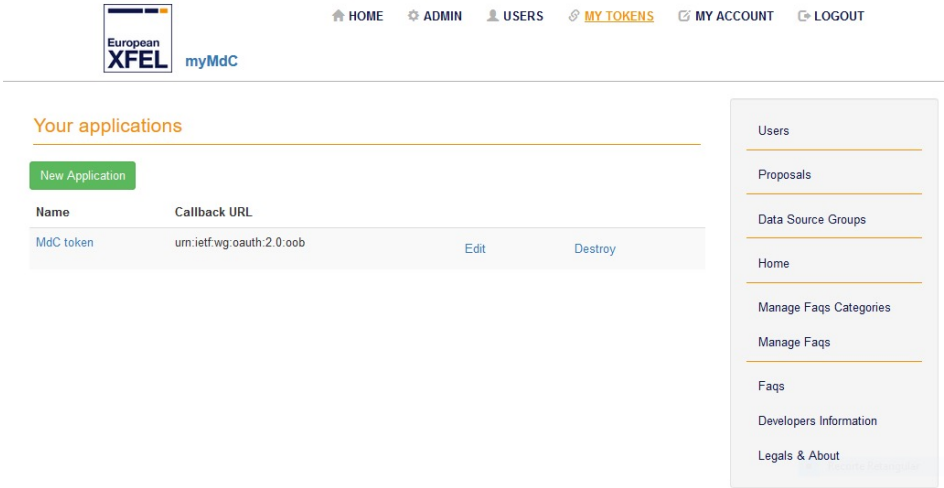 HOME ADMIN USERS MY TOKENS MY ACCOUNT LOGOUT
European
XFEL
myMdC
Your applications
New Application
Name Callback URL
MdC token urn:ietf:wg:oauth:2.0:oob Edit Destroy
Users
Proposals
Data Source Groups
Home
Manage Faqs Categories
Manage Faqs
Faqs
Developers Information
Legals & About